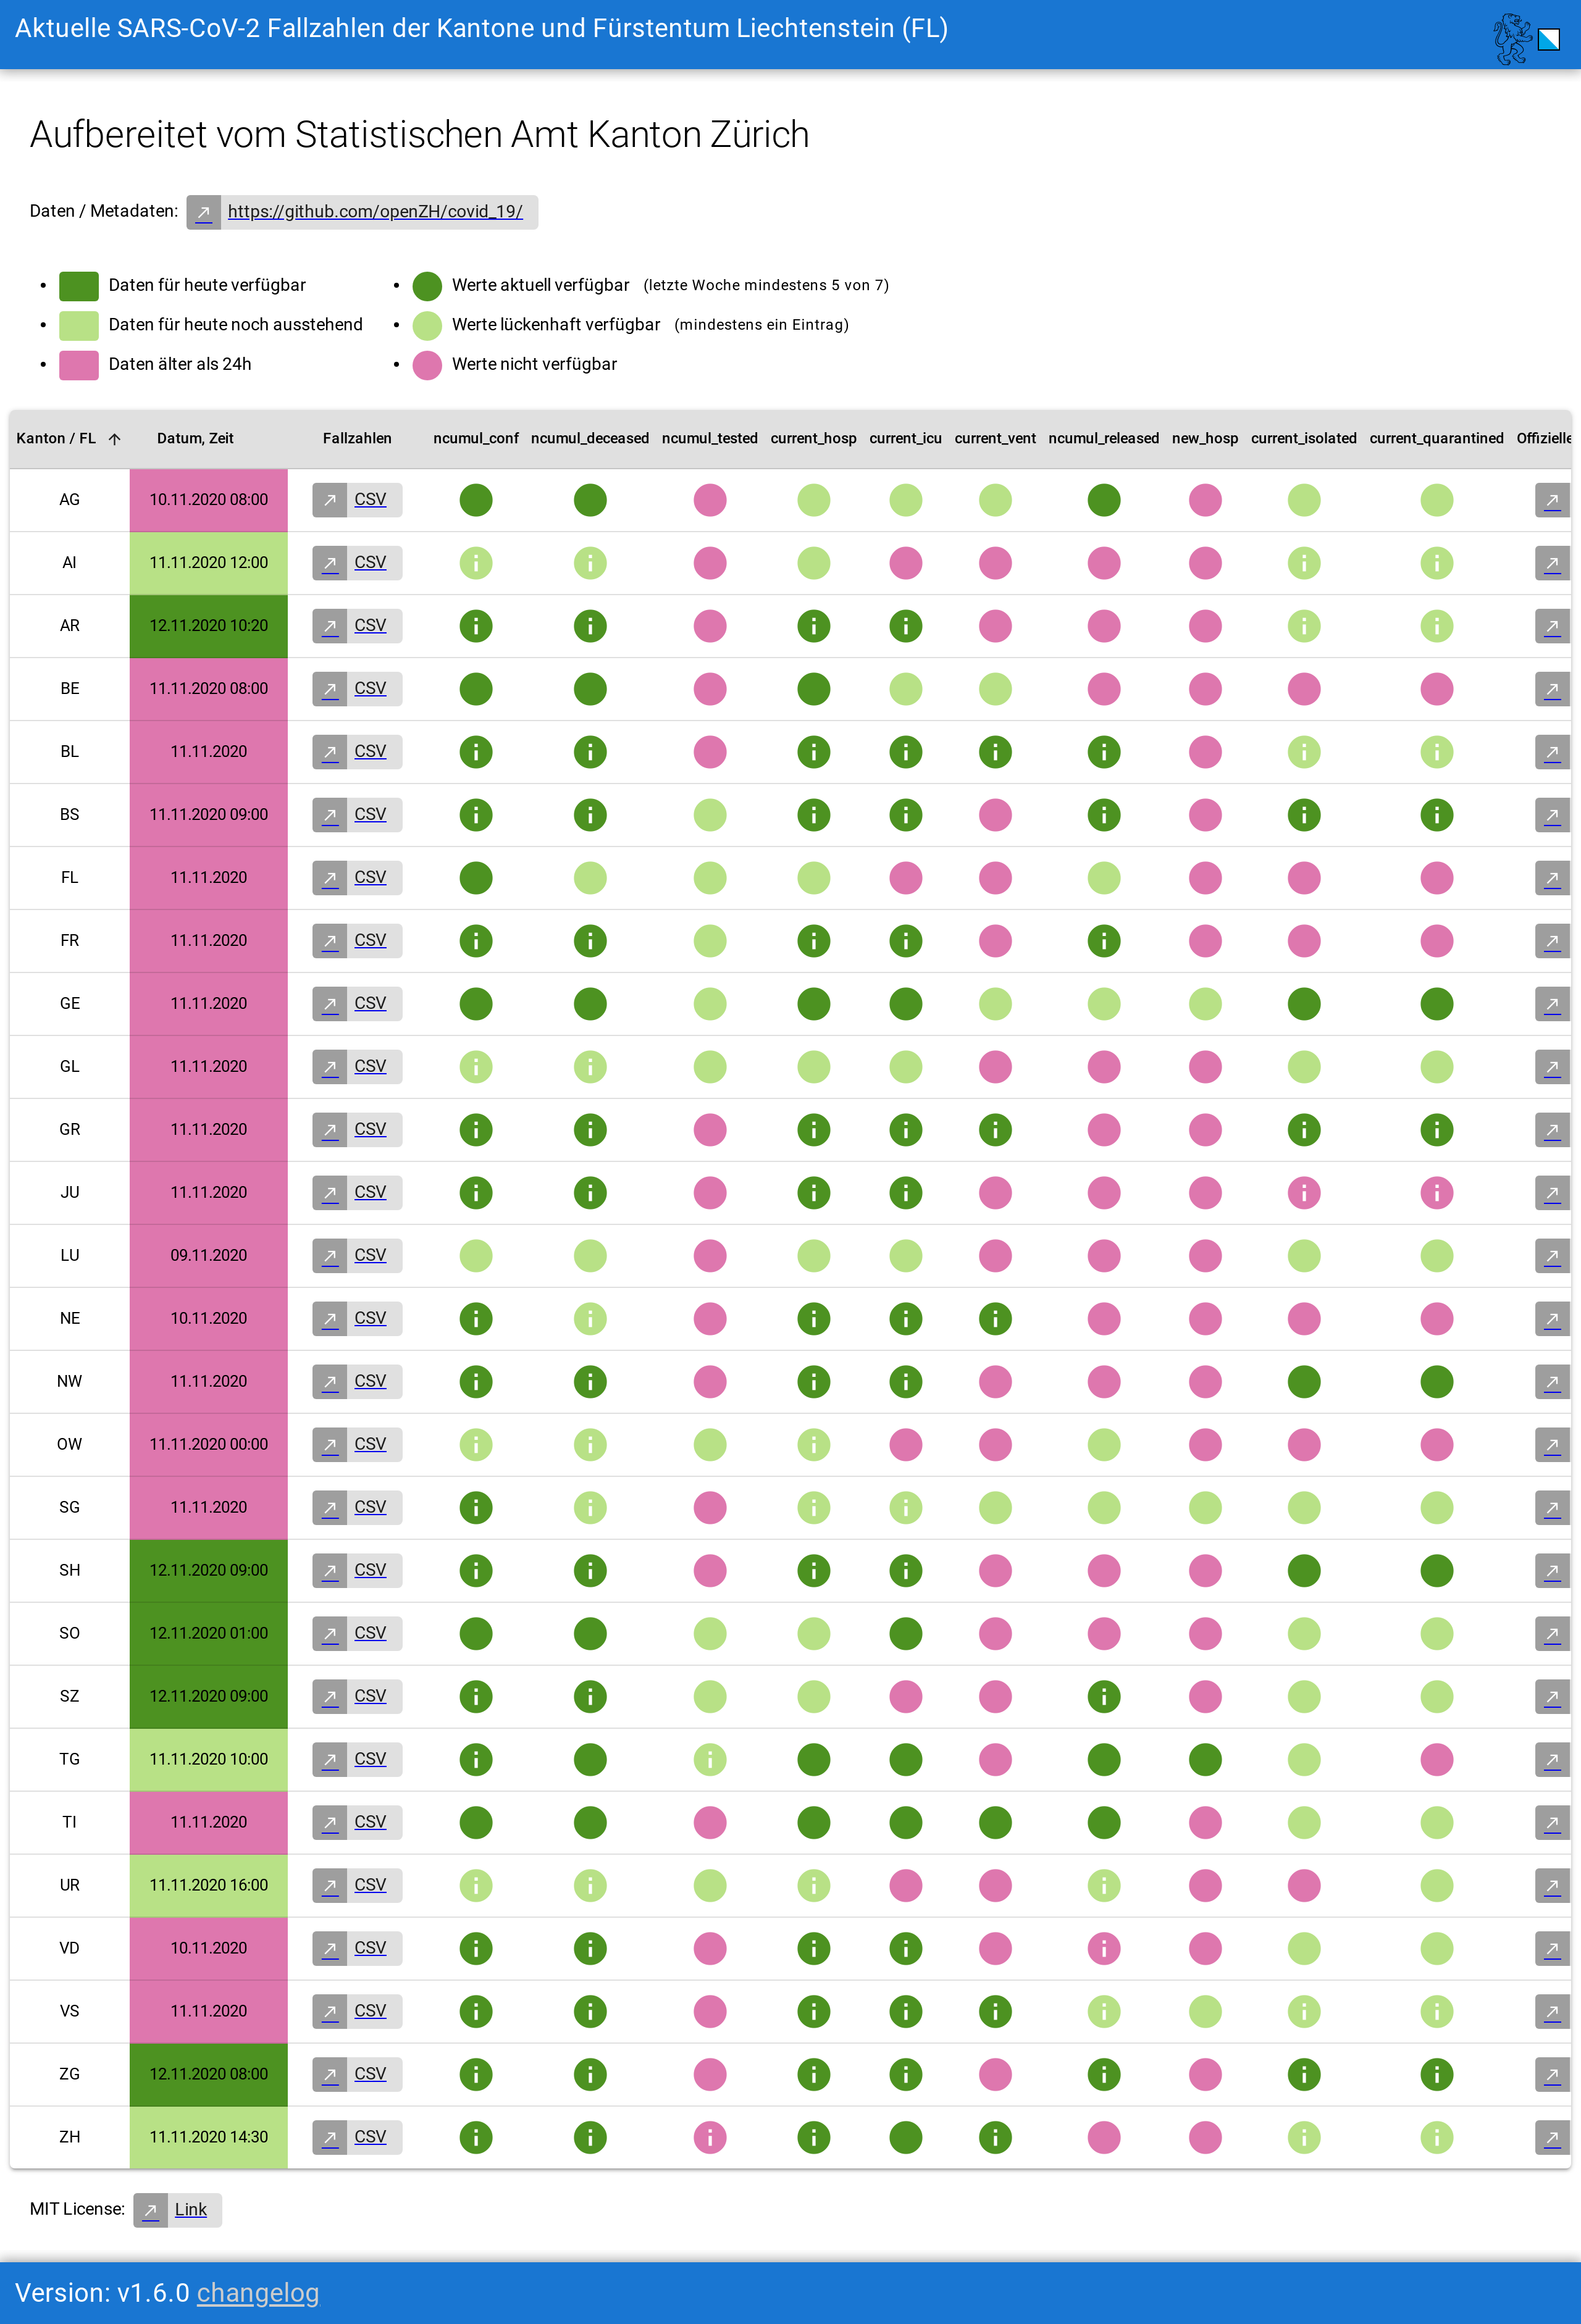 Aktuelle SARS-CoV-2 Fallzahlen der Kantone und Fürstentum Liechtenstein (FL)
Aufbereitet vom Statistischen Amt Kanton Zürich
Daten / Metadaten: https://github.com/openZH/covid_19/
Daten für heute verfügbar
Daten für heute noch ausstehend
Daten älter als 24h
Werte aktuell verfügbar (letzte Woche mindestens 5 von 7)
Werte lückenhaft verfügbar (mindestens ein Eintrag)
Werte nicht verfügbar
Kanton / FL Datum, Zeit Fallzahlen ncumul_conf ncumul_deceased ncumul_tested current_hosp current_icu current_vent ncumul_released new_hosp current_isolated current_quarantined Offizielle
AG 10.11.2020 08:00 CSV
AI 11.11.2020 12:00 CSV
AR 12.11.2020 10:20 CSV
BE 11.11.2020 08:00 CSV
BL 11.11.2020 CSV
BS 11.11.2020 09:00 CSV
FL 11.11.2020 CSV
FR 11.11.2020 CSV
GE 11.11.2020 CSV
GL 11.11.2020 CSV
GR 11.11.2020 CSV
JU 11.11.2020 CSV
LU 09.11.2020 CSV
NE 10.11.2020 CSV
NW 11.11.2020 CSV
OW 11.11.2020 00:00 CSV
SG 11.11.2020 CSV
SH 12.11.2020 09:00 CSV
SO 12.11.2020 01:00 CSV
SZ 12.11.2020 09:00 CSV
TG 11.11.2020 10:00 CSV
TI 11.11.2020 CSV
UR 11.11.2020 16:00 CSV
VD 10.11.2020 CSV
VS 11.11.2020 CSV
ZG 12.11.2020 08:00 CSV
ZH 11.11.2020 14:30 CSV
MIT License: Link
Version: v1.6.0 changelog